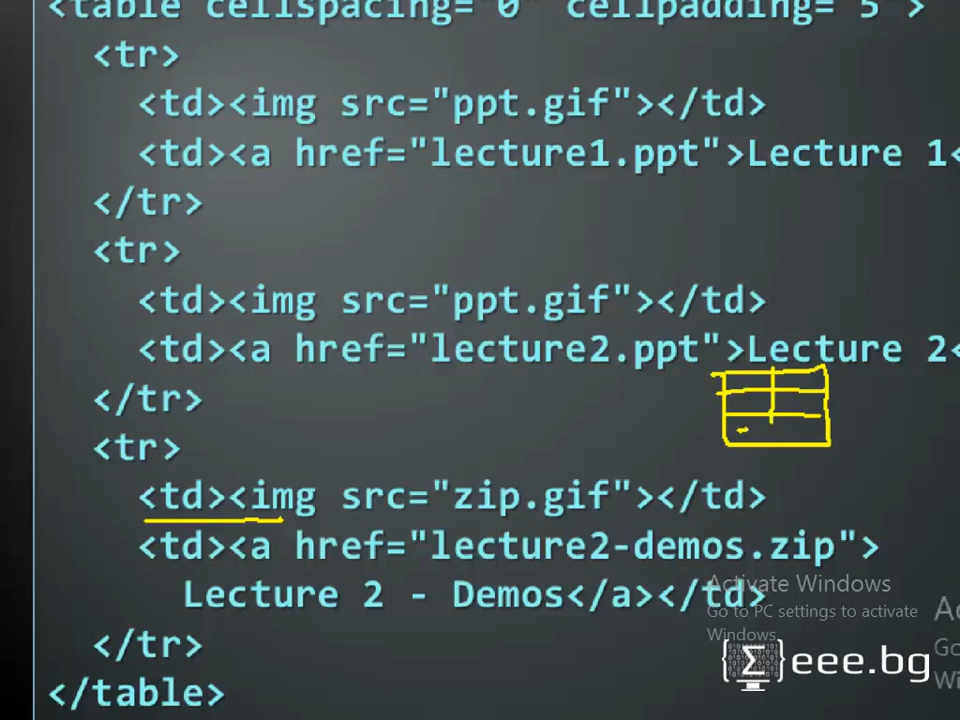 <table cellspacing="0" cellpadding="5">
<tr>
<td><img src="ppt.gif"></td>
<td><a href="lecture1.ppt">Lecture 1<
</tr>
<tr>
<td><img src="ppt.gif"></td>
<td><a href="lecture2.ppt">Lecture 2<
</tr>
<tr>
<td><img src="zip.gif"></td>
<td><a href="lecture2-demos.zip">
Lecture 2 - Demos</a></td>
</tr>
</table>
Activate Windows
Go to PC settings to activate
Windows.
Ac
Go
Wi
{Σ}eee.bg